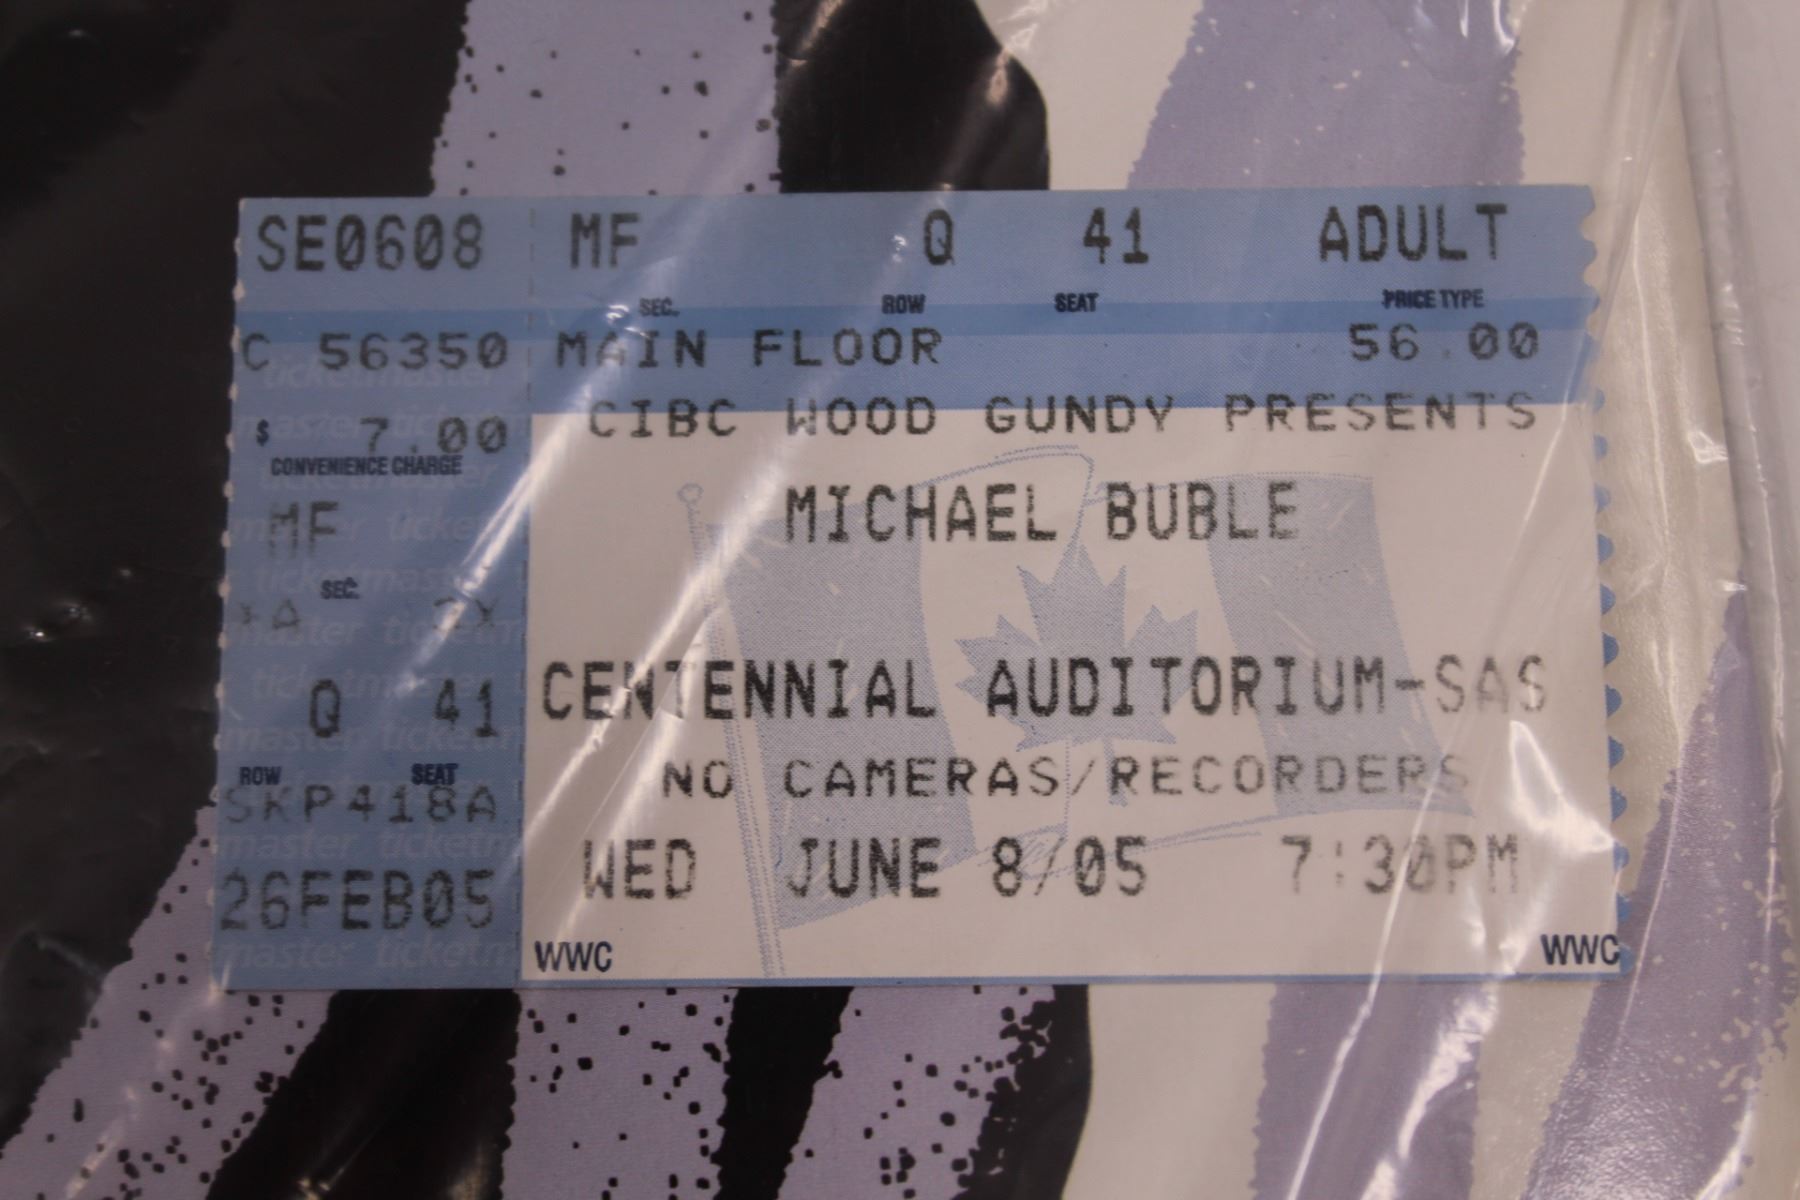 SE0608 MF Q 41 ADULT
SEC. ROW SEAT PRICE TYPE
C 56350 MAIN FLOOR 56.00
$ 7.00 CIBC WOOD GUNDY PRESENTS
CONVENIENCE CHARGE
MF MICHAEL BUBLE
SEC.
Q 41 CENTENNIAL AUDITORIUM-SAS
ROW SEAT NO CAMERAS/RECORDERS
SKP418A
26FEB05 WED JUNE 8/05 7:30PM
WWC WWC